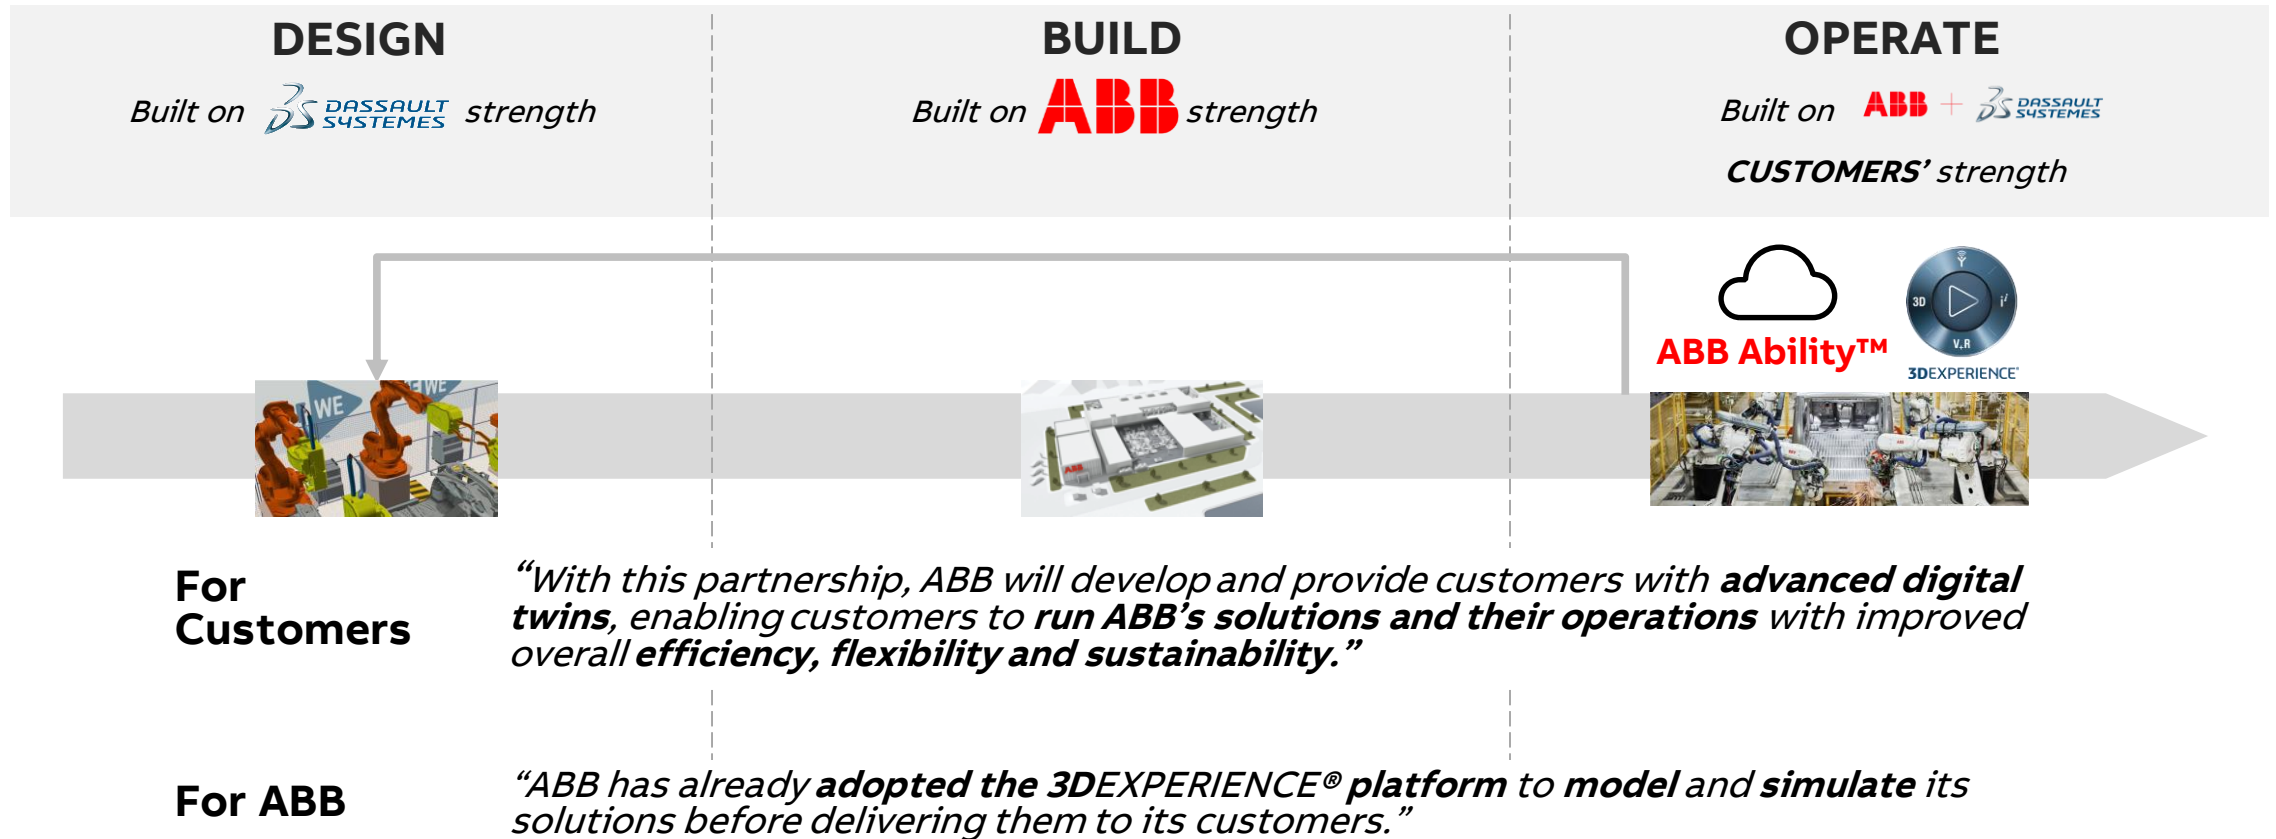 DESIGN
Built on DASSAULT SYSTEMES strength
BUILD
Built on ABB strength
OPERATE
Built on ABB + DASSAULT SYSTEMES
CUSTOMERS’ strength
ABB Ability™
3D
i
V,R
3DEXPERIENCE®
WE
WE
ABB
For
Customers
“With this partnership, ABB will develop and provide customers with advanced digital
twins, enabling customers to run ABB’s solutions and their operations with improved
overall efficiency, flexibility and sustainability.”
For ABB
“ABB has already adopted the 3DEXPERIENCE® platform to model and simulate its
solutions before delivering them to its customers.”